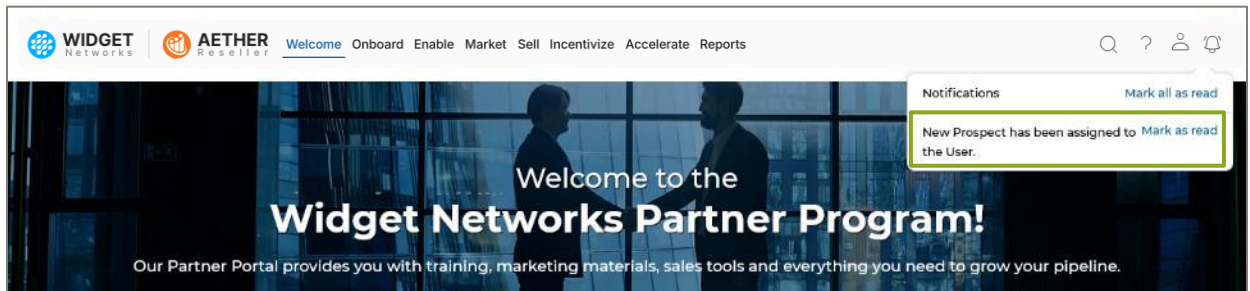 WIDGET
Networks
AETHER
Reseller
Welcome Onboard Enable Market Sell Incentivize Accelerate Reports
?
Notifications Mark all as read
New Prospect has been assigned to Mark as read
the User.
Welcome to the
Widget Networks Partner Program!
Our Partner Portal provides you with training, marketing materials, sales tools and everything you need to grow your pipeline.